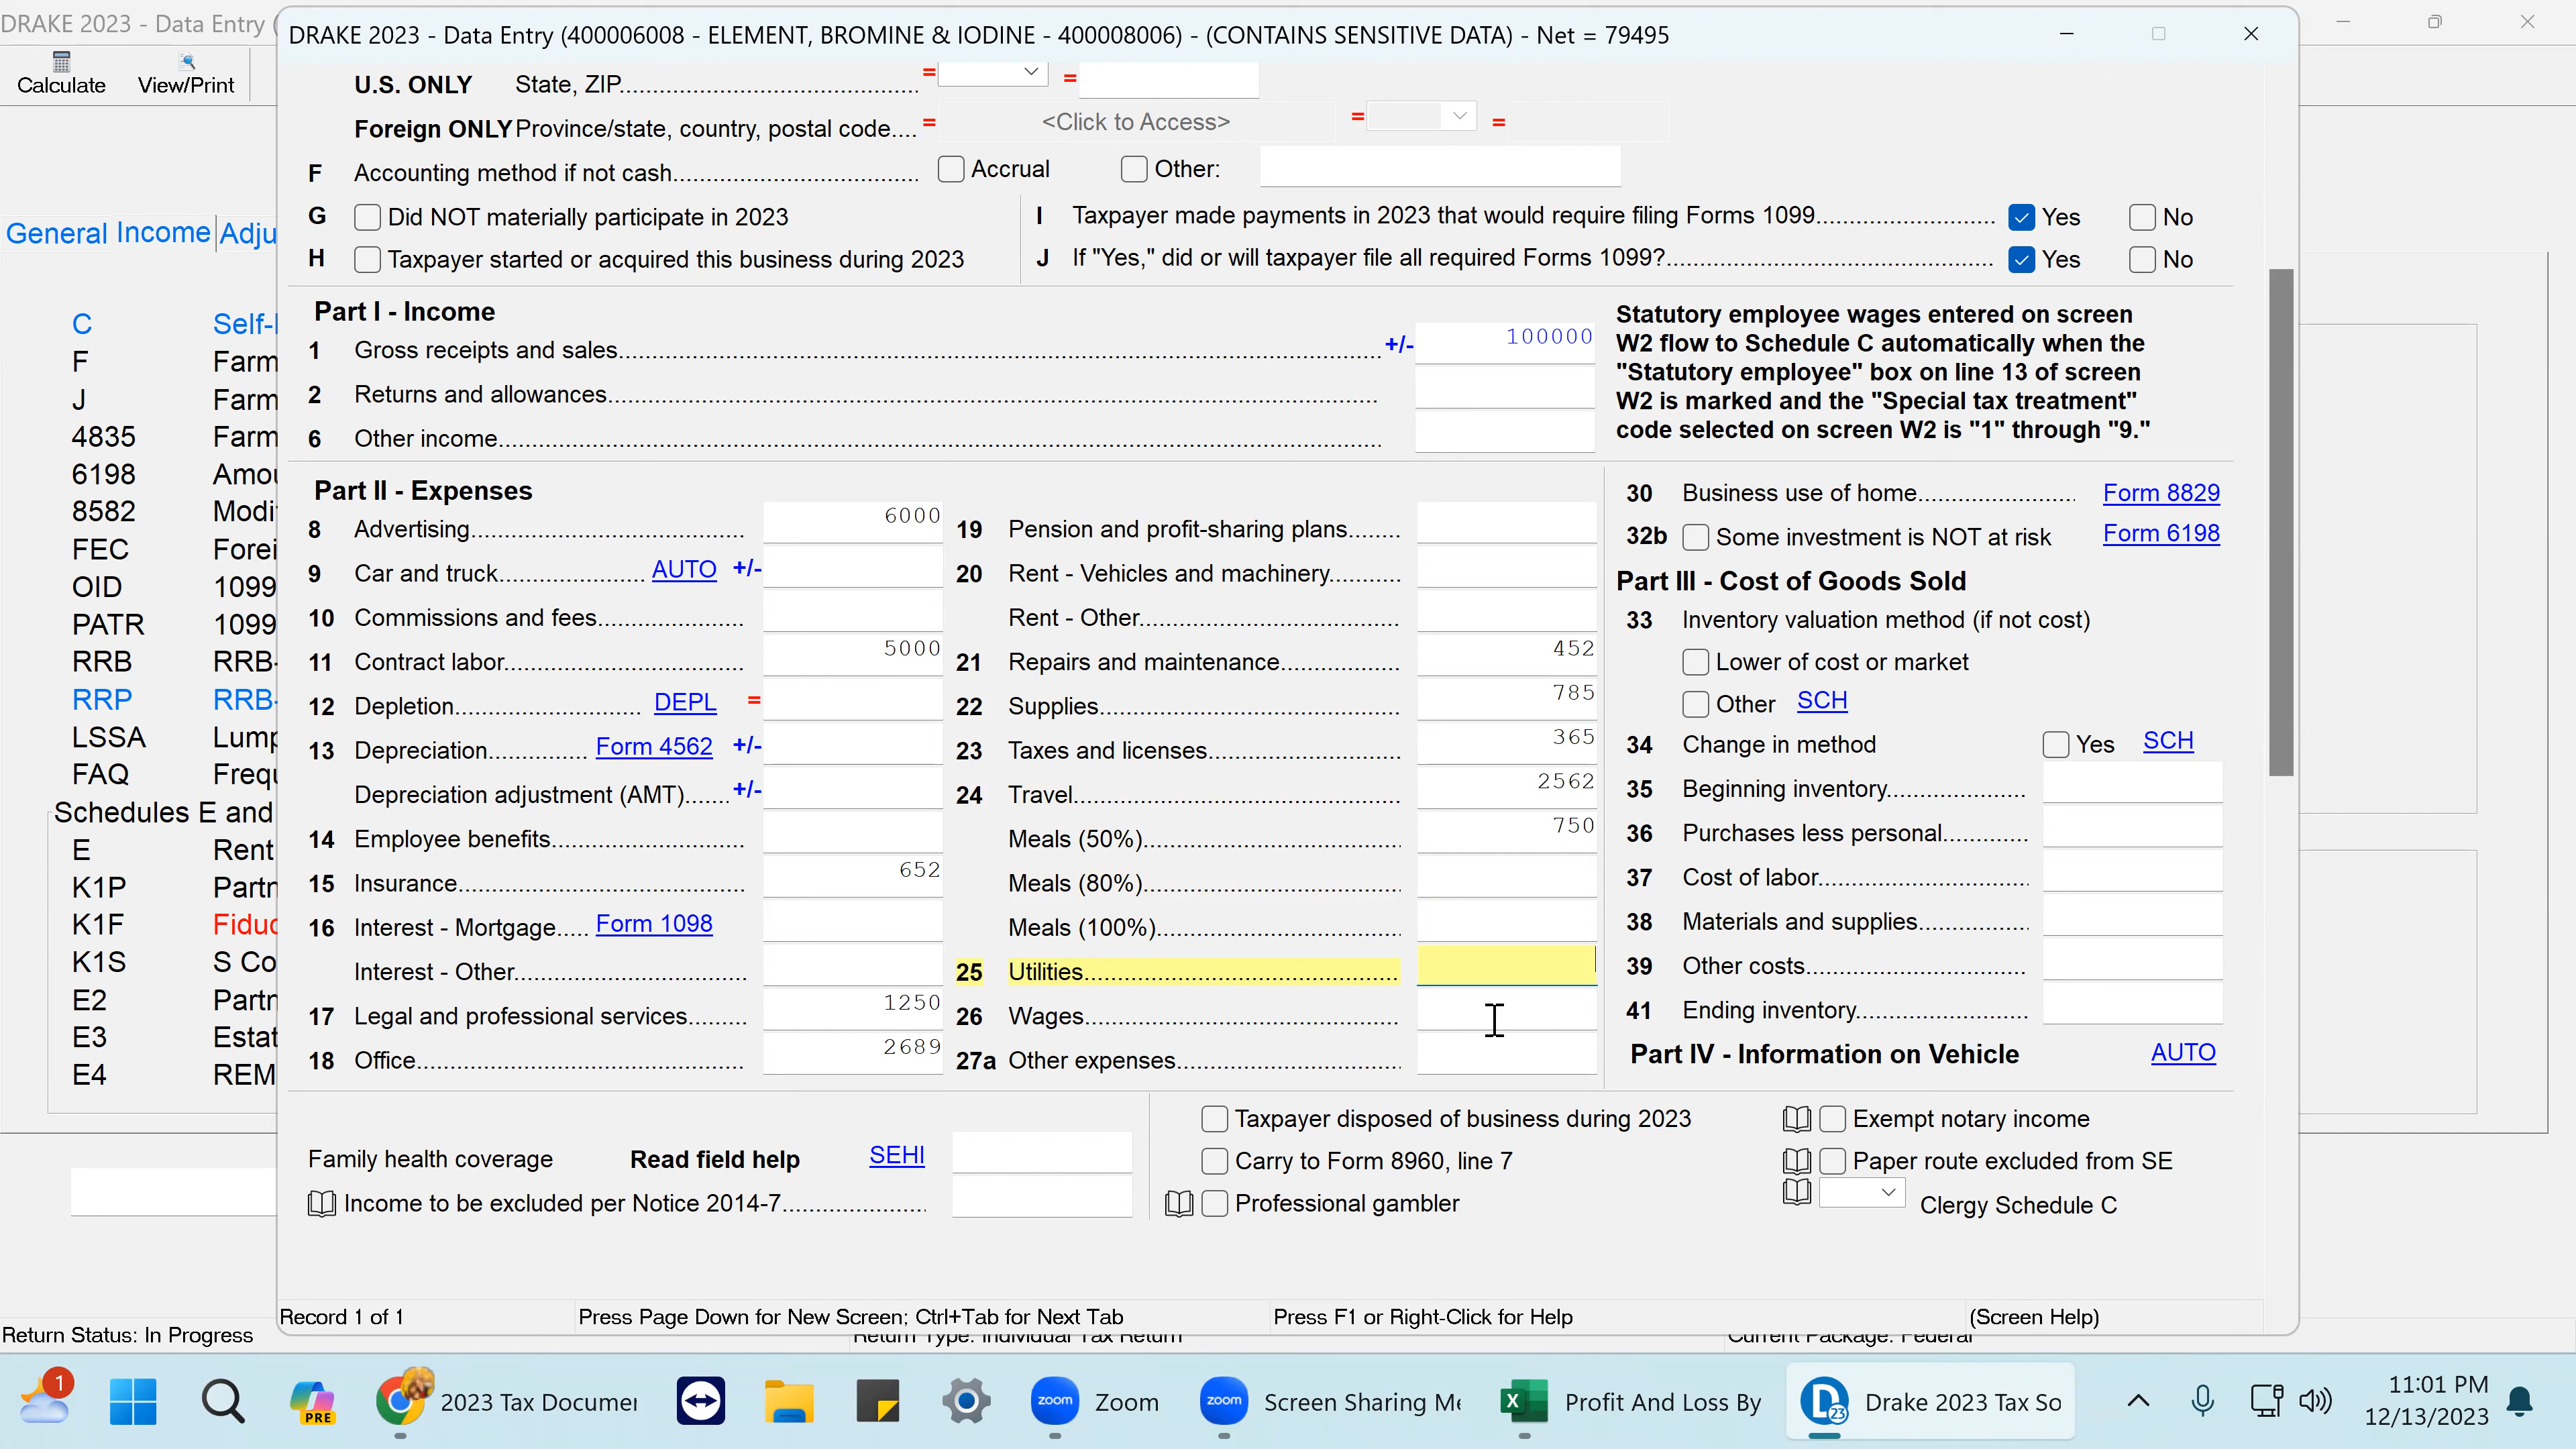 DRAKE 2023 - Data Entry (
DRAKE 2023 - Data Entry (400006008 - ELEMENT, BROMINE & IODINE - 400008006) - (CONTAINS SENSITIVE DATA) - Net = 79495
Calculate View/Print
General Income Adju
C Self-
F Farm
J Farm
4835 Farm
6198 Amou
8582 Modi
FEC Forei
OID 1099
PATR 1099
RRB RRB-
RRP RRB-
LSSA Lump
FAQ Frequ
Schedules E and
E Rent
K1P Partn
K1F Fiduc
K1S S Co
E2 Partn
E3 Estat
E4 REM
U.S. ONLY State, ZIP = =
Foreign ONLY Province/state, country, postal code.... = <Click to Access> = =
F Accounting method if not cash Accrual Other:
G Did NOT materially participate in 2023
H Taxpayer started or acquired this business during 2023
I Taxpayer made payments in 2023 that would require filing Forms 1099 Yes No
J If "Yes," did or will taxpayer file all required Forms 1099? Yes No
Part I - Income
1 Gross receipts and sales +/- 100000
2 Returns and allowances
6 Other income
Statutory employee wages entered on screen
W2 flow to Schedule C automatically when the
"Statutory employee" box on line 13 of screen
W2 is marked and the "Special tax treatment"
code selected on screen W2 is "1" through "9."
Part II - Expenses
8 Advertising 6000
9 Car and truck AUTO +/-
10 Commissions and fees
11 Contract labor 5000
12 Depletion DEPL =
13 Depreciation Form 4562 +/-
Depreciation adjustment (AMT) +/-
14 Employee benefits
15 Insurance 652
16 Interest - Mortgage Form 1098
Interest - Other
17 Legal and professional services 1250
18 Office 2689
19 Pension and profit-sharing plans
20 Rent - Vehicles and machinery
Rent - Other
21 Repairs and maintenance 452
22 Supplies 785
23 Taxes and licenses 365
24 Travel 2562
Meals (50%) 750
Meals (80%)
Meals (100%)
25 Utilities
26 Wages
27a Other expenses
30 Business use of home Form 8829
32b Some investment is NOT at risk Form 6198
Part III - Cost of Goods Sold
33 Inventory valuation method (if not cost)
Lower of cost or market
Other SCH
34 Change in method Yes SCH
35 Beginning inventory
36 Purchases less personal
37 Cost of labor
38 Materials and supplies
39 Other costs
41 Ending inventory
Part IV - Information on Vehicle AUTO
Family health coverage Read field help SEHI
Income to be excluded per Notice 2014-7
Taxpayer disposed of business during 2023
Carry to Form 8960, line 7
Professional gambler
Exempt notary income
Paper route excluded from SE
Clergy Schedule C
Record 1 of 1 Press Page Down for New Screen; Ctrl+Tab for Next Tab Press F1 or Right-Click for Help (Screen Help)
Return Status: In Progress Return Type: Individual Tax Return Current Package: Federal
1 PRE 2023 Tax Documer zoom Zoom zoom Screen Sharing Me X Profit And Loss By D 23 Drake 2023 Tax So 11:01 PM
12/13/2023